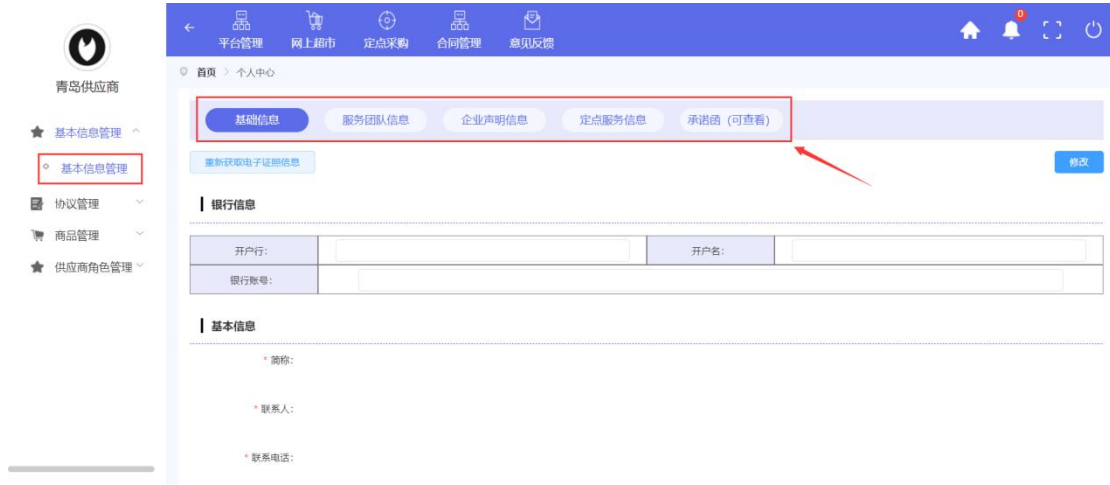 0
平台管理 网上超市 定点采购 合同管理 意见反馈
青岛供应商
首页 > 个人中心
基础信息 服务团队信息 企业声明信息 定点服务信息 承诺函（可查看）
基本信息管理
基本信息管理
重新获取电子证照信息 修改
协议管理
银行信息
商品管理
开户行： 开户名：
供应商角色管理
银行账号：
基本信息
* 简称：
* 联系人：
* 联系电话：